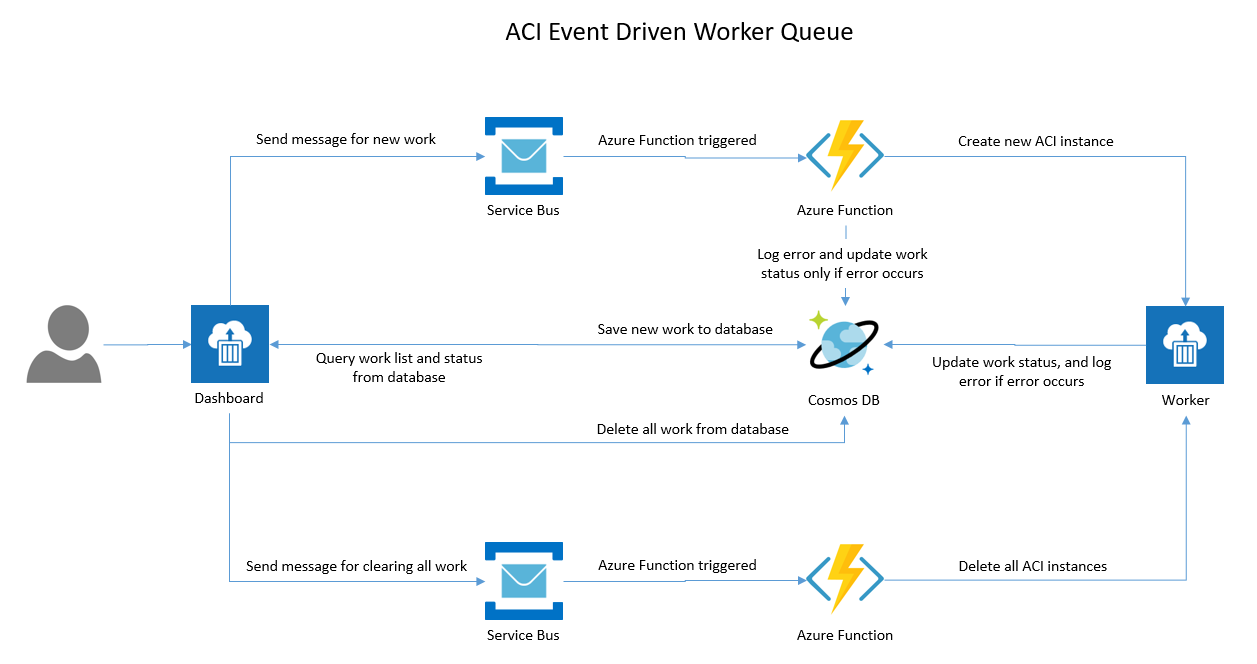 ACI Event Driven Worker Queue
Send message for new work
Azure Function triggered
Create new ACI instance
Service Bus
Azure Function
Log error and update work
status only if error occurs
Save new work to database
Query work list and status
from database
Update work status, and log
error if error occurs
Dashboard
Cosmos DB
Worker
Delete all work from database
Send message for clearing all work
Azure Function triggered
Delete all ACI instances
Service Bus
Azure Function